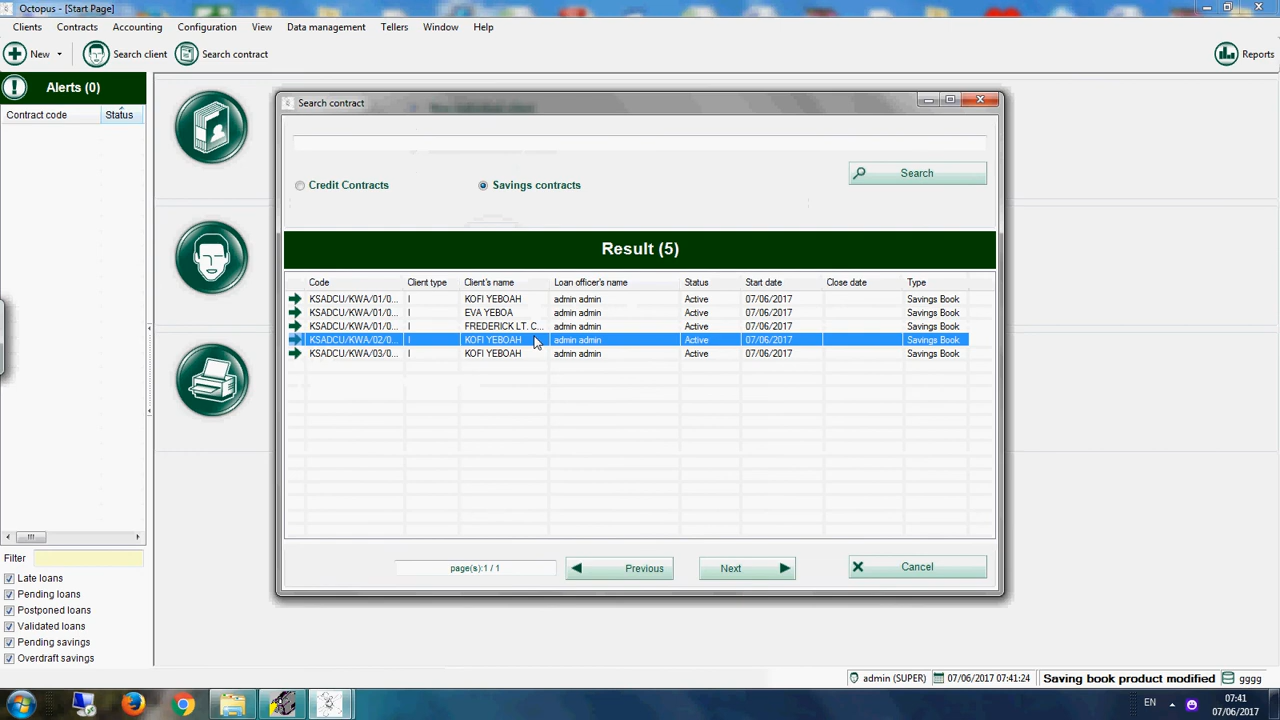 Octopus - [Start Page]
Clients Contracts Accounting Configuration View Data management Tellers Window Help
New Search client Search contract Reports
Alerts (0)
Contract code Status
Search contract
Search
Credit Contracts Savings contracts
Result (5)
Code Client type Client's name Loan officer's name Status Start date Close date Type
KSADCU/KWA/01/0... I KOFI YEBOAH admin admin Active 07/06/2017 Savings Book
KSADCU/KWA/01/0... I EVA YEBOA admin admin Active 07/06/2017 Savings Book
KSADCU/KWA/01/0... I FREDERICK LT. C... admin admin Active 07/06/2017 Savings Book
KSADCU/KWA/02/0... I KOFI YEBOAH admin admin Active 07/06/2017 Savings Book
KSADCU/KWA/03/0... I KOFI YEBOAH admin admin Active 07/06/2017 Savings Book
page(s):1 / 1 Previous Next Cancel
Filter
Late loans
Pending loans
Postponed loans
Validated loans
Pending savings
Overdraft savings
admin (SUPER) 07/06/2017 07:41:24 Saving book product modified gggg
EN 07:41
07/06/2017